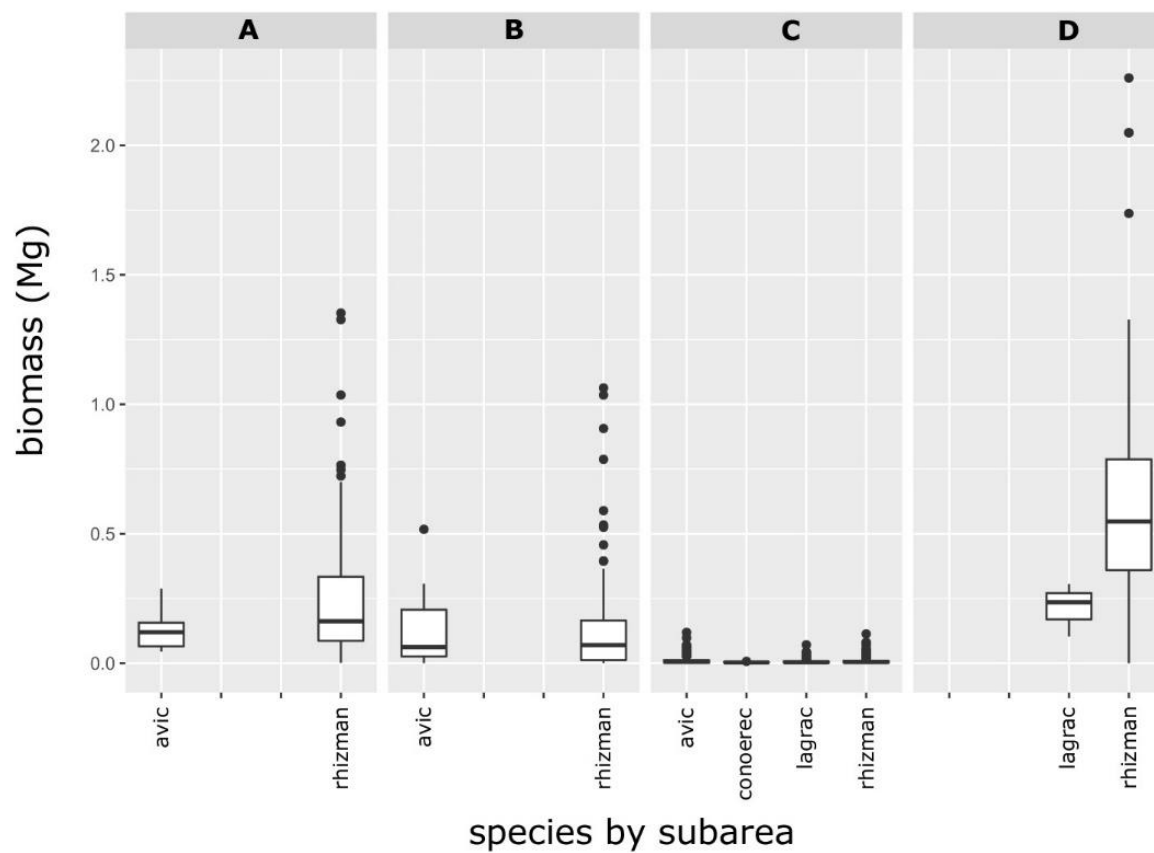 A B C D
biomass (Mg)
2.0
1.5
1.0
0.5
0.0
avic rhizman avic rhizman avic conoerec lagrac rhizman lagrac rhizman
species by subarea